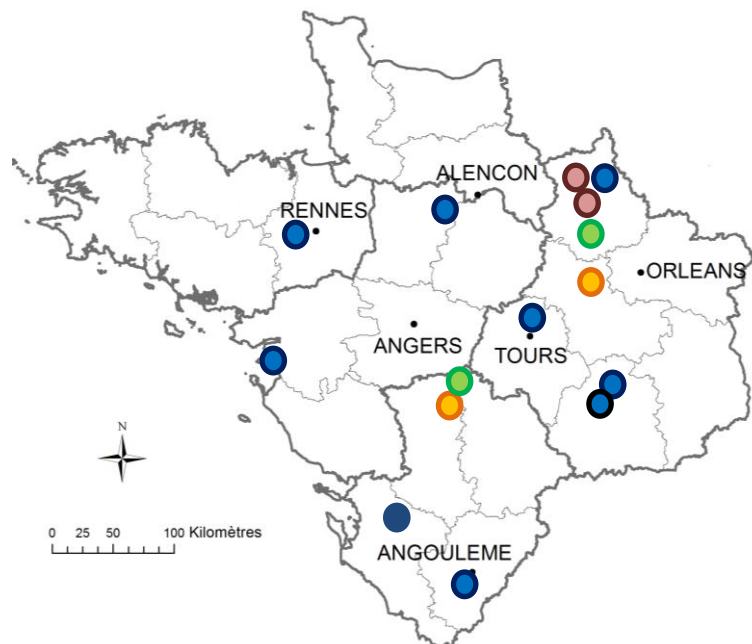 ALENCON
RENNES
ORLEANS
ANGERS
TOURS
N
0 25 50 100 Kilomètres
ANGOULEME